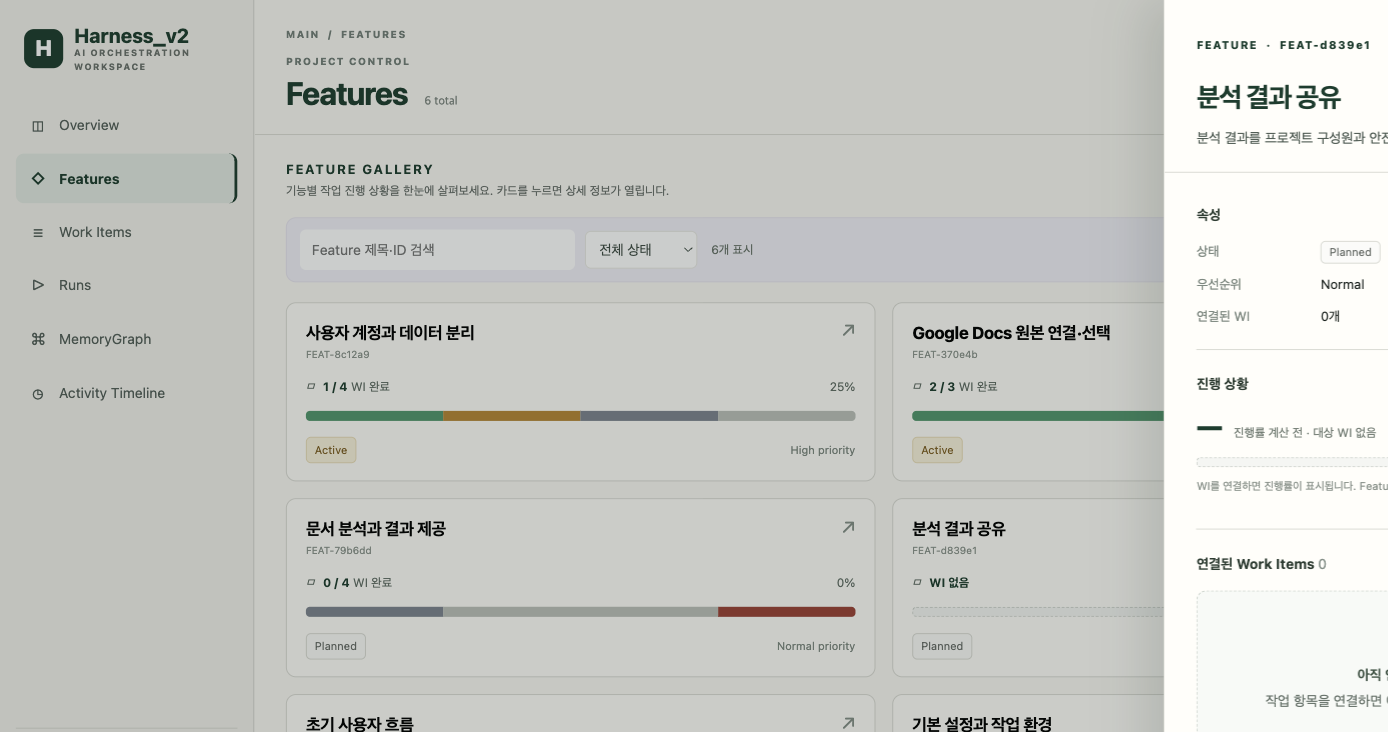 H
Harness_v2
AI ORCHESTRATION
WORKSPACE
Overview
Features
Work Items
Runs
MemoryGraph
Activity Timeline
MAIN / FEATURES
PROJECT CONTROL
Features 6 total
FEATURE GALLERY
기능별 작업 진행 상황을 한눈에 살펴보세요. 카드를 누르면 상세 정보가 열립니다.
Feature 제목·ID 검색
전체 상태
6개 표시
사용자 계정과 데이터 분리
FEAT-8c12a9
1 / 4 WI 완료 25%
Active High priority
Google Docs 원본 연결·선택
FEAT-370e4b
2 / 3 WI 완료
Active
문서 분석과 결과 제공
FEAT-79b6dd
0 / 4 WI 완료 0%
Planned Normal priority
분석 결과 공유
FEAT-d839e1
WI 없음
Planned
초기 사용자 흐름
기본 설정과 작업 환경
FEATURE · FEAT-d839e1
분석 결과 공유
분석 결과를 프로젝트 구성원과
속성
상태 Planned
우선순위 Normal
연결된 WI 0개
진행 상황
— 진행률 계산 전 · 대상 WI 없음
WI를 연결하면 진행률이 표시됩니다. Featu
연결된 Work Items 0
아직
작업 항목을 연결하면